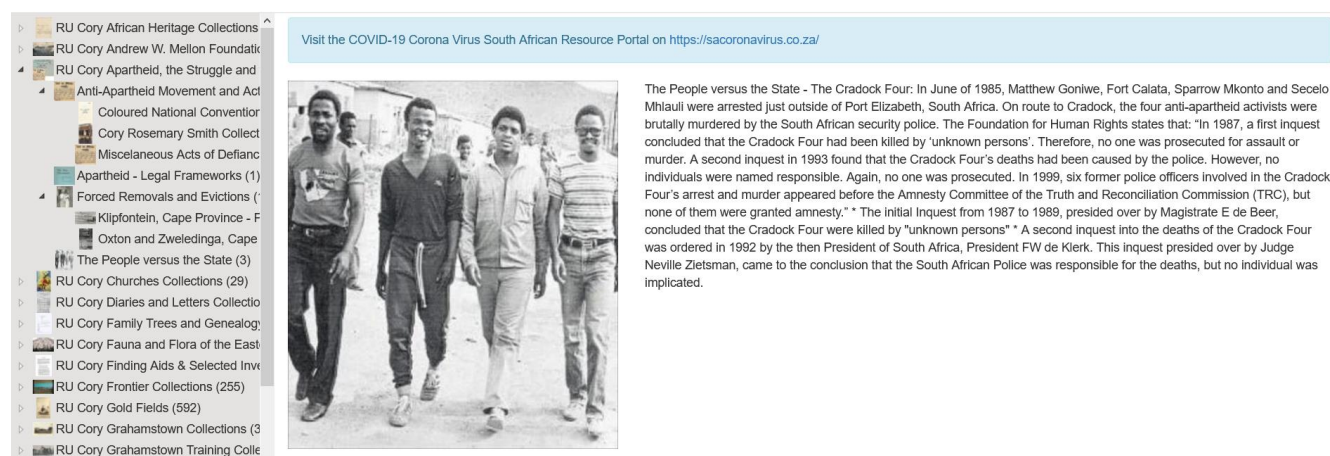 RU Cory African Heritage Collections
RU Cory Andrew W. Mellon Foundatio
RU Cory Apartheid, the Struggle and
Anti-Apartheid Movement and Act
Coloured National Convention
Cory Rosemary Smith Collect
Miscelaneous Acts of Defianc
Apartheid - Legal Frameworks (1)
Forced Removals and Evictions (
Klipfontein, Cape Province - F
Oxton and Zweledinga, Cape
The People versus the State (3)
RU Cory Churches Collections (29)
RU Cory Diaries and Letters Collectio
RU Cory Family Trees and Genealogy
RU Cory Fauna and Flora of the East
RU Cory Finding Aids & Selected Inve
RU Cory Frontier Collections (255)
RU Cory Gold Fields (592)
RU Cory Grahamstown Collections (3
RU Cory Grahamstown Training Colle
Visit the COVID-19 Corona Virus South African Resource Portal on https://sacoronavirus.co.za/
The People versus the State - The Cradock Four: In June of 1985, Matthew Goniwe, Fort Calata, Sparrow Mkonto and Secelo
Mhlauli were arrested just outside of Port Elizabeth, South Africa. On route to Cradock, the four anti-apartheid activists were
brutally murdered by the South African security police. The Foundation for Human Rights states that: "In 1987, a first inquest
concluded that the Cradock Four had been killed by 'unknown persons'. Therefore, no one was prosecuted for assault or
murder. A second inquest in 1993 found that the Cradock Four's deaths had been caused by the police. However, no
individuals were named responsible. Again, no one was prosecuted. In 1999, six former police officers involved in the Cradock
Four's arrest and murder appeared before the Amnesty Committee of the Truth and Reconciliation Commission (TRC), but
none of them were granted amnesty." * The initial Inquest from 1987 to 1989, presided over by Magistrate E de Beer,
concluded that the Cradock Four were killed by "unknown persons" * A second inquest into the deaths of the Cradock Four
was ordered in 1992 by the then President of South Africa, President FW de Klerk. This inquest presided over by Judge
Neville Zietsman, came to the conclusion that the South African Police was responsible for the deaths, but no individual was
implicated.